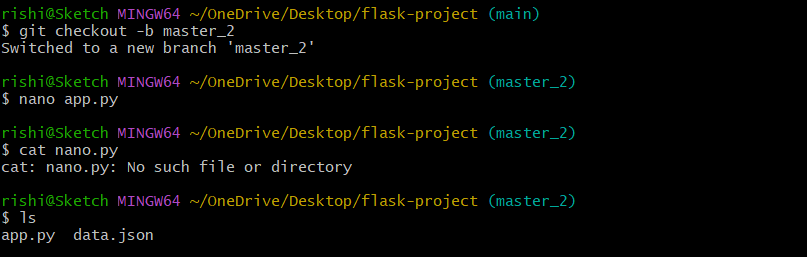 rishi@Sketch MINGW64 ~/OneDrive/Desktop/flask-project (main)
$ git checkout -b master_2
Switched to a new branch 'master_2'
rishi@Sketch MINGW64 ~/OneDrive/Desktop/flask-project (master_2)
$ nano app.py
rishi@Sketch MINGW64 ~/OneDrive/Desktop/flask-project (master_2)
$ cat nano.py
cat: nano.py: No such file or directory
rishi@Sketch MINGW64 ~/OneDrive/Desktop/flask-project (master_2)
$ ls
app.py  data.json